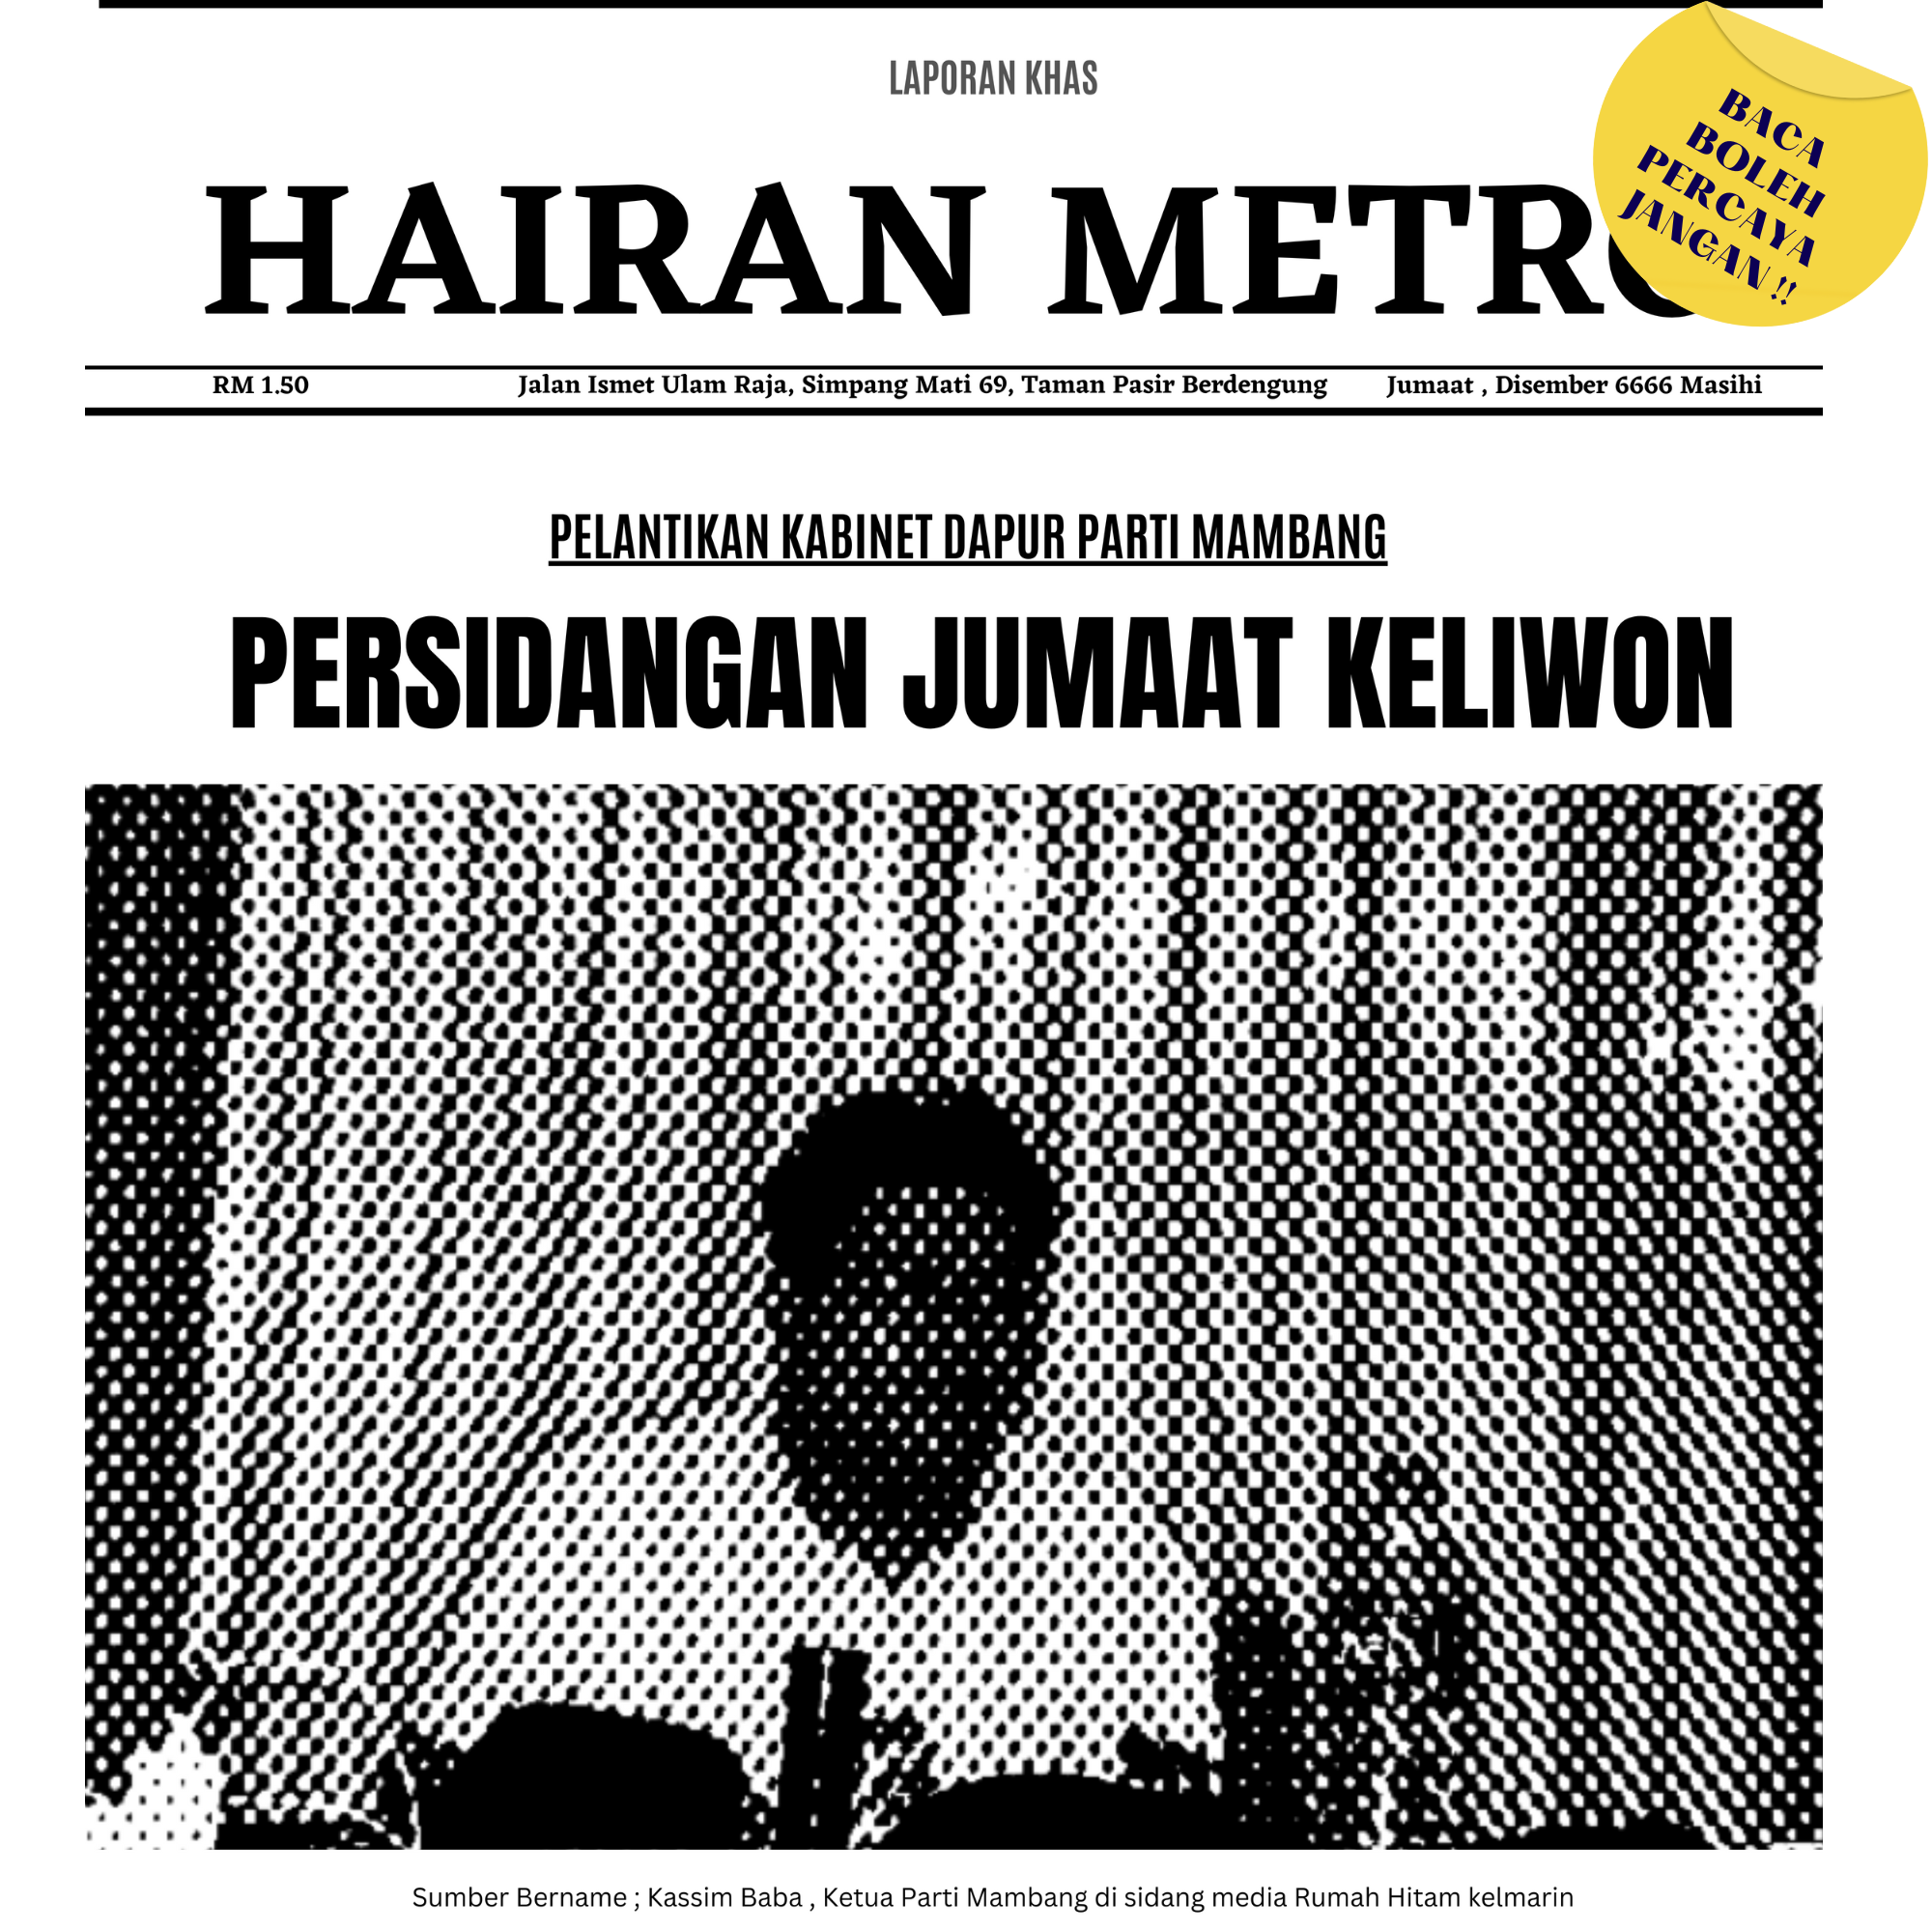 LAPORAN KHAS
BACA
BOLEH
PERCAYA
JANGAN !!
HAIRAN METRO
RM 1.50 Jalan Ismet Ulam Raja, Simpang Mati 69, Taman Pasir Berdengung Jumaat , Disember 6666 Masihi
PELANTIKAN KABINET DAPUR PARTI MAMBANG
PERSIDANGAN JUMAAT KELIWON
Sumber Bername ; Kassim Baba , Ketua Parti Mambang di sidang media Rumah Hitam kelmarin